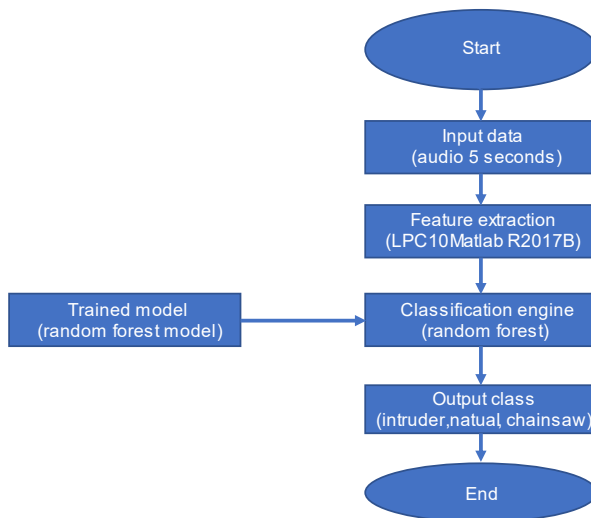 Start
Input data
(audio 5 seconds)
Feature extraction
(LPC10Matlab R2017B)
Trained model
(random forest model)
Classification engine
(random forest)
Output class
(intruder,natual, chainsaw)
End